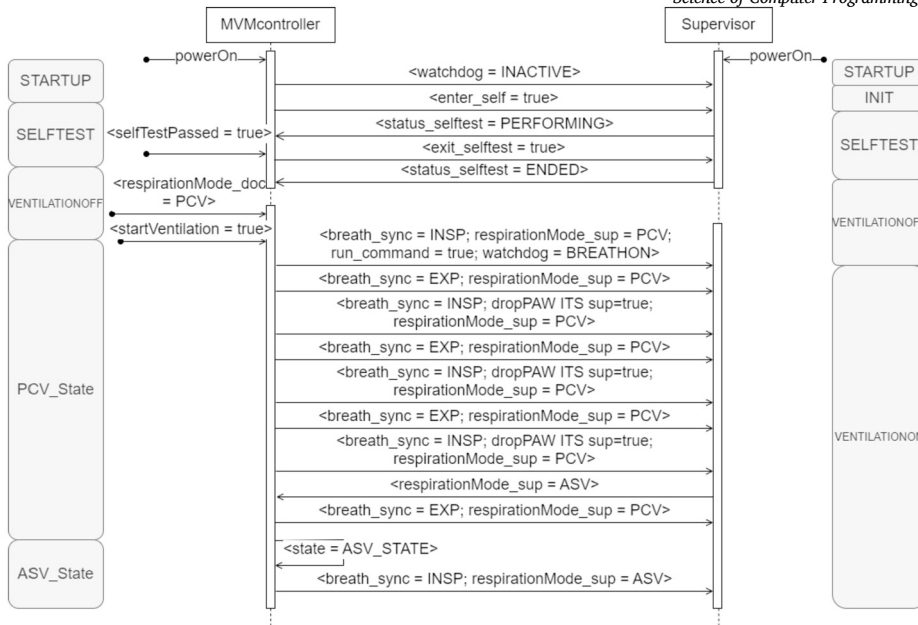 Science of Computer Programming
MVMcontroller
Supervisor
powerOn
powerOn
STARTUP
<watchdog = INACTIVE>
STARTUP
<enter_self = true>
INIT
SELFTEST
<selfTestPassed = true>
<status_selftest = PERFORMING>
<exit_selftest = true>
SELFTEST
<status_selftest = ENDED>
<respirationMode_doc
= PCV>
VENTILATIONOFF
VENTILATIONOF
<startVentilation = true>
<breath_sync = INSP; respirationMode_sup = PCV;
run_command = true; watchdog = BREATHON>
<breath_sync = EXP; respirationMode_sup = PCV>
<breath_sync = INSP; dropPAW ITS sup=true;
respirationMode_sup = PCV>
<breath_sync = EXP; respirationMode_sup = PCV>
<breath_sync = INSP; dropPAW ITS sup=true;
respirationMode_sup = PCV>
PCV_State
<breath_sync = EXP; respirationMode_sup = PCV>
<breath_sync = INSP; dropPAW ITS sup=true;
respirationMode_sup = PCV>
VENTILATIONON
<respirationMode_sup = ASV>
<breath_sync = EXP; respirationMode_sup = PCV>
<state = ASV_STATE>
ASV_State
<breath_sync = INSP; respirationMode_sup = ASV>